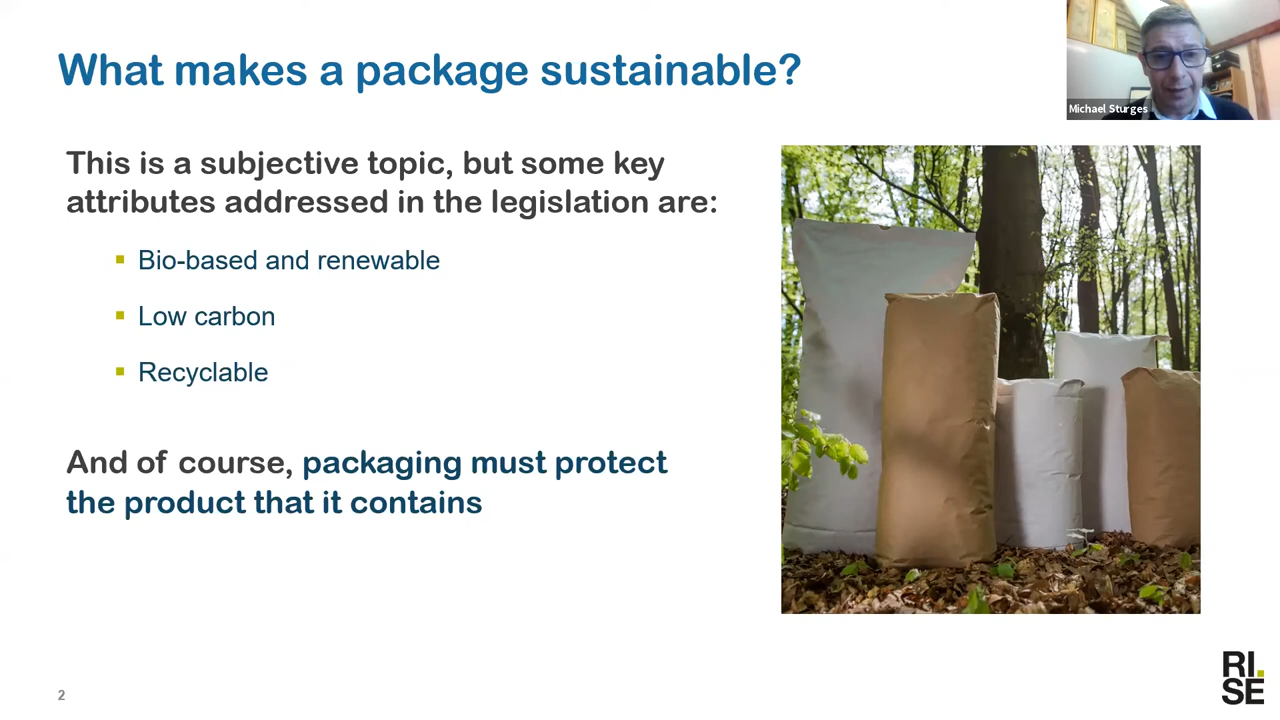 What makes a package sustainable?
Michael Sturges
This is a subjective topic, but some key
attributes addressed in the legislation are:
Bio-based and renewable
Low carbon
Recyclable
And of course, packaging must protect
the product that it contains
2
RI.
SE